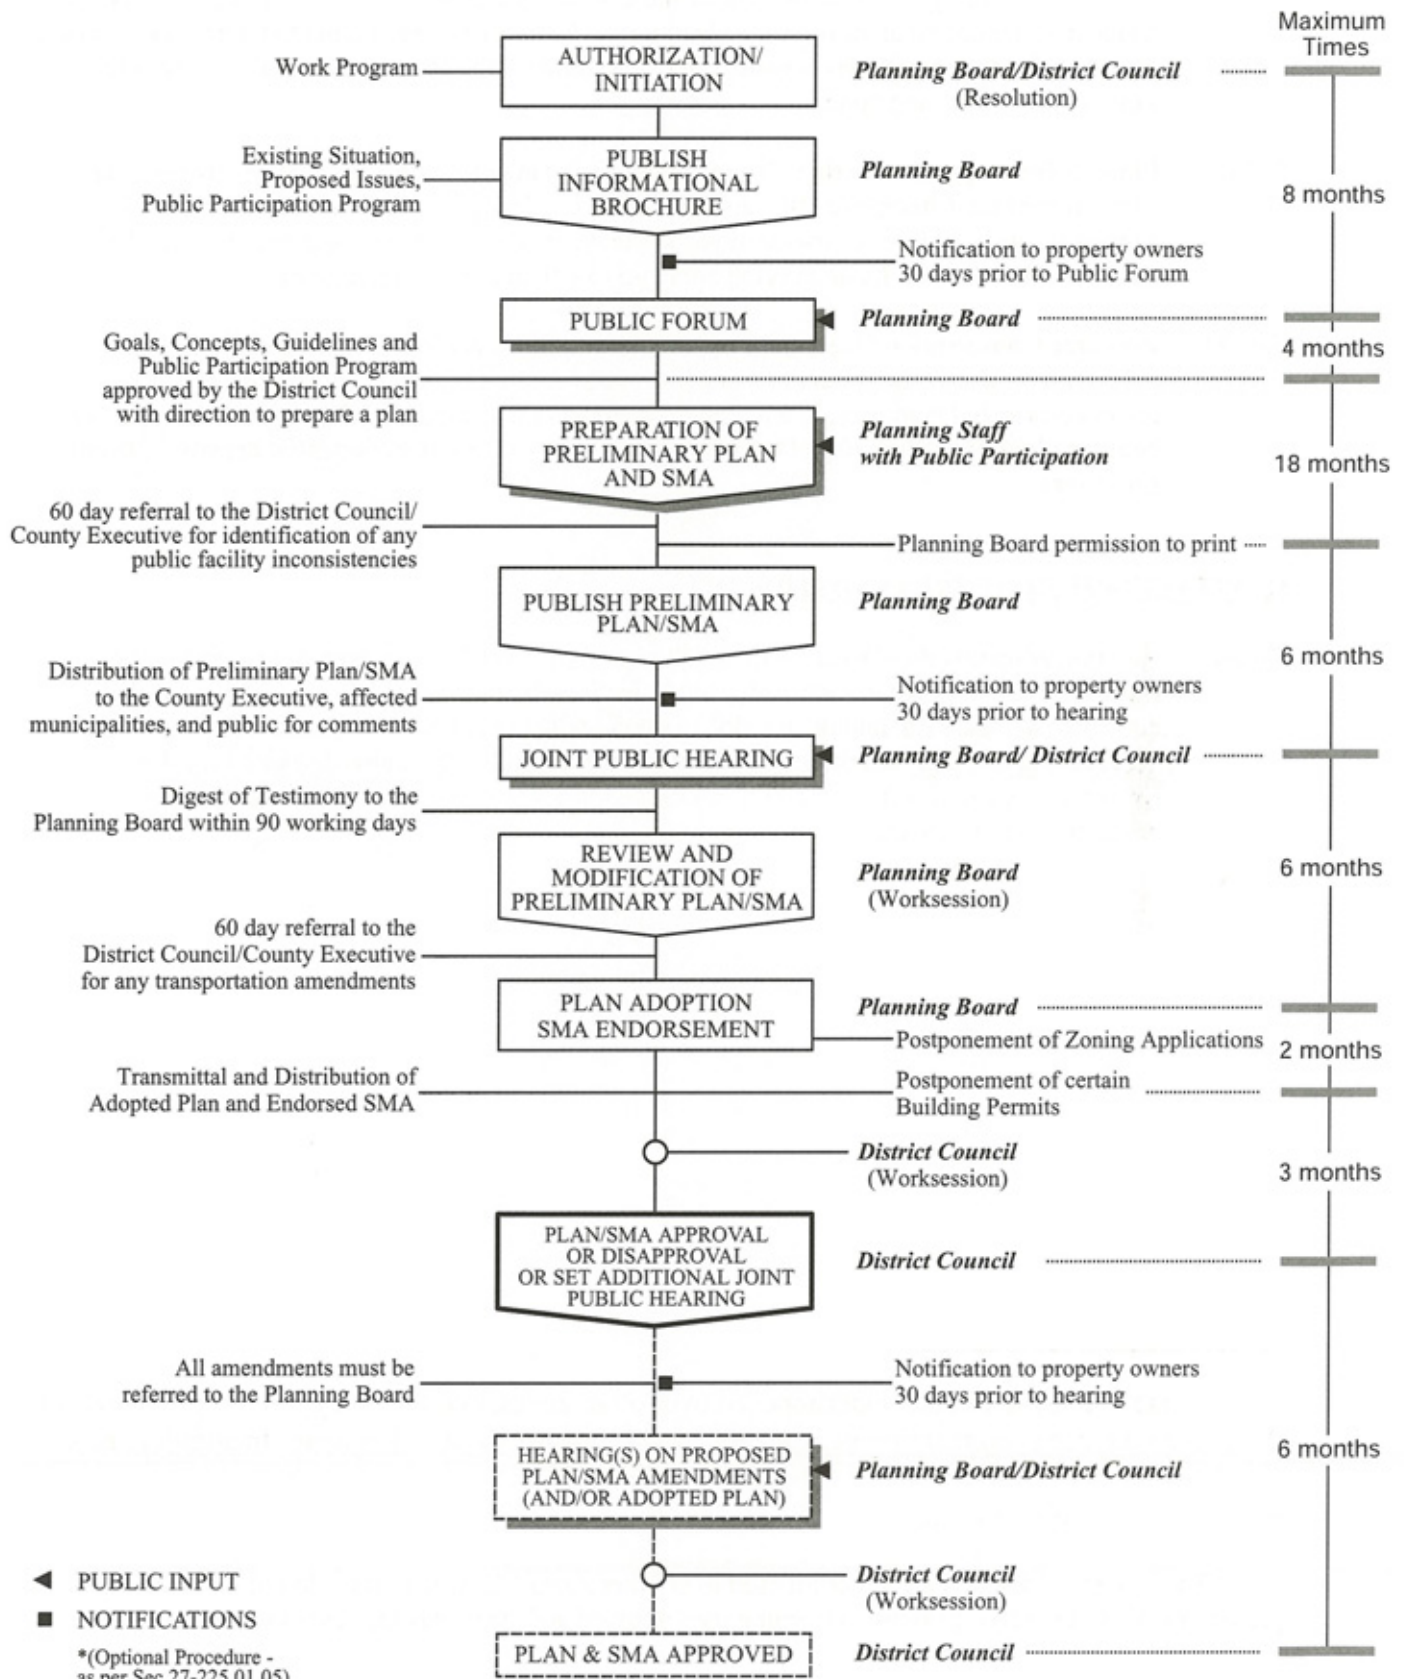 Maximum
Times
Work Program
AUTHORIZATION/
INITIATION
Planning Board/District Council
(Resolution)
Existing Situation,
Proposed Issues,
Public Participation Program
PUBLISH
INFORMATIONAL
BROCHURE
Planning Board
8 months
Notification to property owners
30 days prior to Public Forum
PUBLIC FORUM
Planning Board
4 months
Goals, Concepts, Guidelines and
Public Participation Program
approved by the District Council
with direction to prepare a plan
PREPARATION OF
PRELIMINARY PLAN
AND SMA
Planning Staff
with Public Participation
18 months
60 day referral to the District Council/
County Executive for identification of any
public facility inconsistencies
Planning Board permission to print
PUBLISH PRELIMINARY
PLAN/SMA
Planning Board
6 months
Distribution of Preliminary Plan/SMA
to the County Executive, affected
municipalities, and public for comments
Notification to property owners
30 days prior to hearing
JOINT PUBLIC HEARING
Planning Board/ District Council
Digest of Testimony to the
Planning Board within 90 working days
REVIEW AND
MODIFICATION OF
PRELIMINARY PLAN/SMA
Planning Board
(Worksession)
6 months
60 day referral to the
District Council/County Executive
for any transportation amendments
PLAN ADOPTION
SMA ENDORSEMENT
Planning Board
Postponement of Zoning Applications
2 months
Transmittal and Distribution of
Adopted Plan and Endorsed SMA
Postponement of certain
Building Permits
District Council
(Worksession)
3 months
PLAN/SMA APPROVAL
OR DISAPPROVAL
OR SET ADDITIONAL JOINT
PUBLIC HEARING
District Council
All amendments must be
referred to the Planning Board
Notification to property owners
30 days prior to hearing
HEARING(S) ON PROPOSED
PLAN/SMA AMENDMENTS
(AND/OR ADOPTED PLAN)
Planning Board/District Council
6 months
District Council
(Worksession)
PLAN & SMA APPROVED
District Council
PUBLIC INPUT
NOTIFICATIONS
*(Optional Procedure -
as per Sec 27-225.01.05)